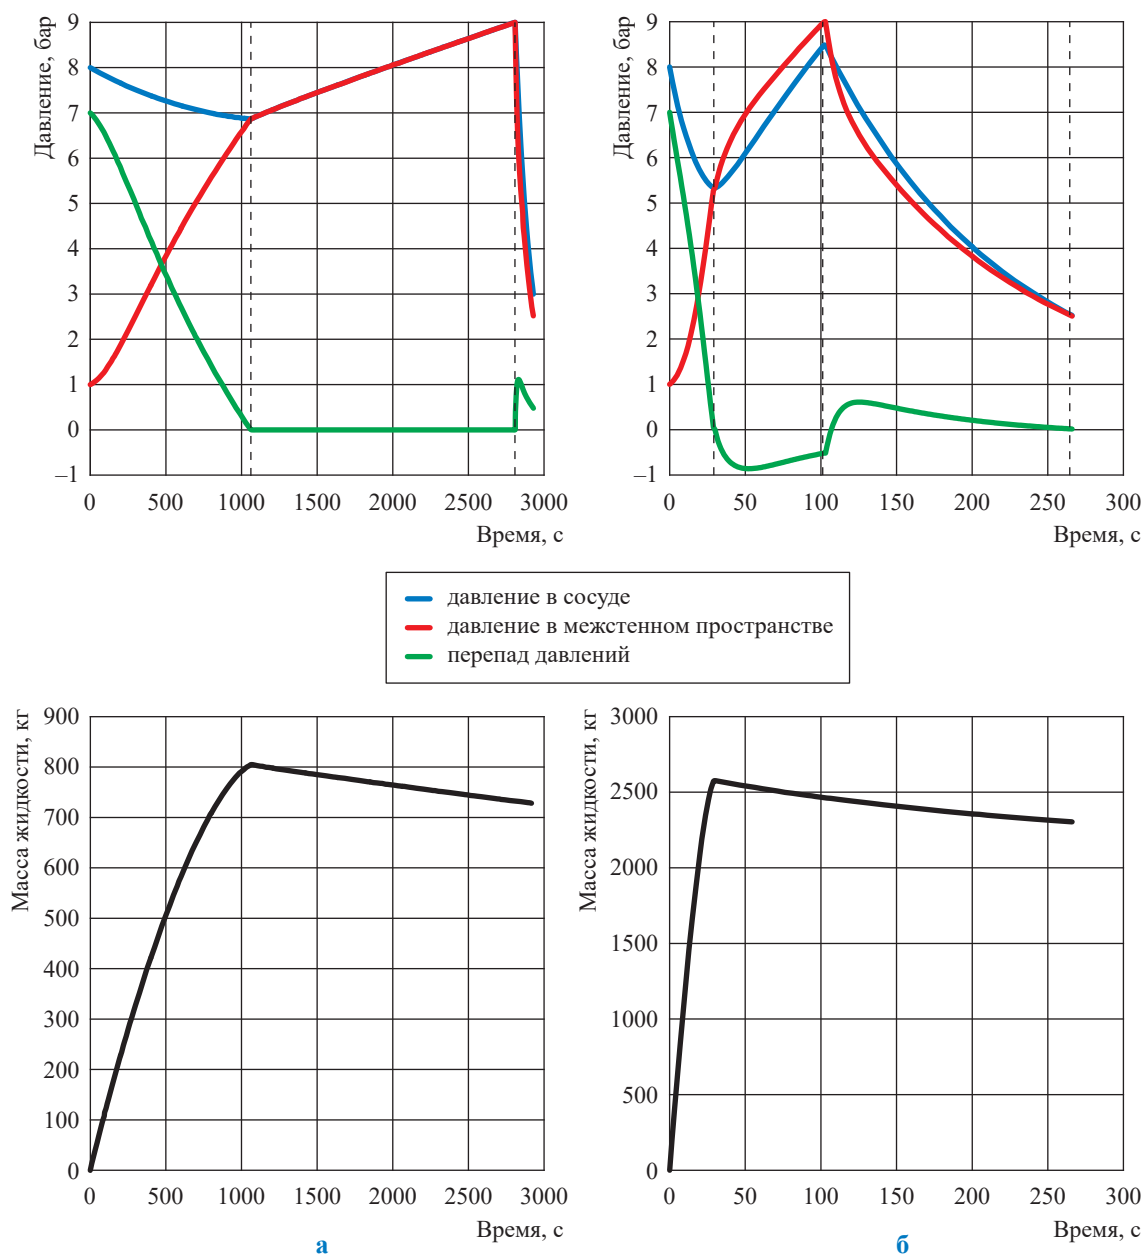 Давление, бар
9
8
7
6
5
4
3
2
1
0
–1
0 500 1000 1500 2000 2500 3000
Время, с
Давление, бар
9
8
7
6
5
4
3
2
1
0
–1
0 50 100 150 200 250 300
Время, с
давление в сосуде
давление в межстенном пространстве
перепад давлений
Масса жидкости, кг
900
800
700
600
500
400
300
200
100
0
0 500 1000 1500 2000 2500 3000
Время, с
а
Масса жидкости, кг
3000
2500
2000
1500
1000
500
0
0 50 100 150 200 250 300
Время, с
б